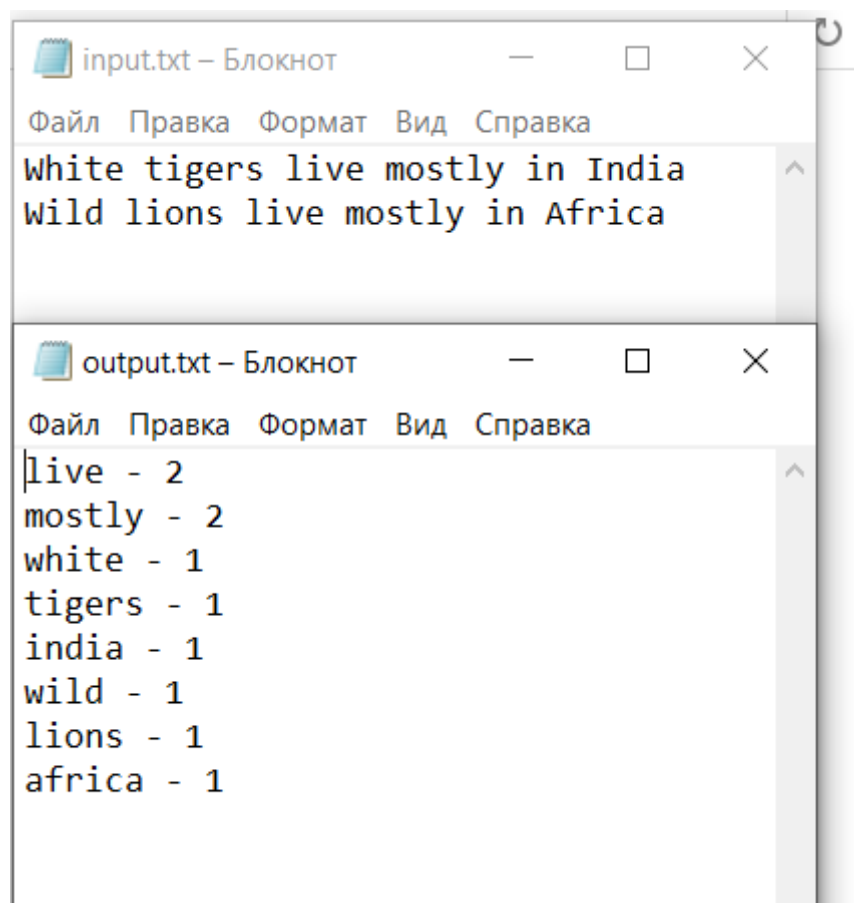 input.txt – Блокнот
Файл Правка Формат Вид Справка
White tigers live mostly in India
Wild lions live mostly in Africa
output.txt – Блокнот
Файл Правка Формат Вид Справка
live - 2
mostly - 2
white - 1
tigers - 1
india - 1
wild - 1
lions - 1
africa - 1